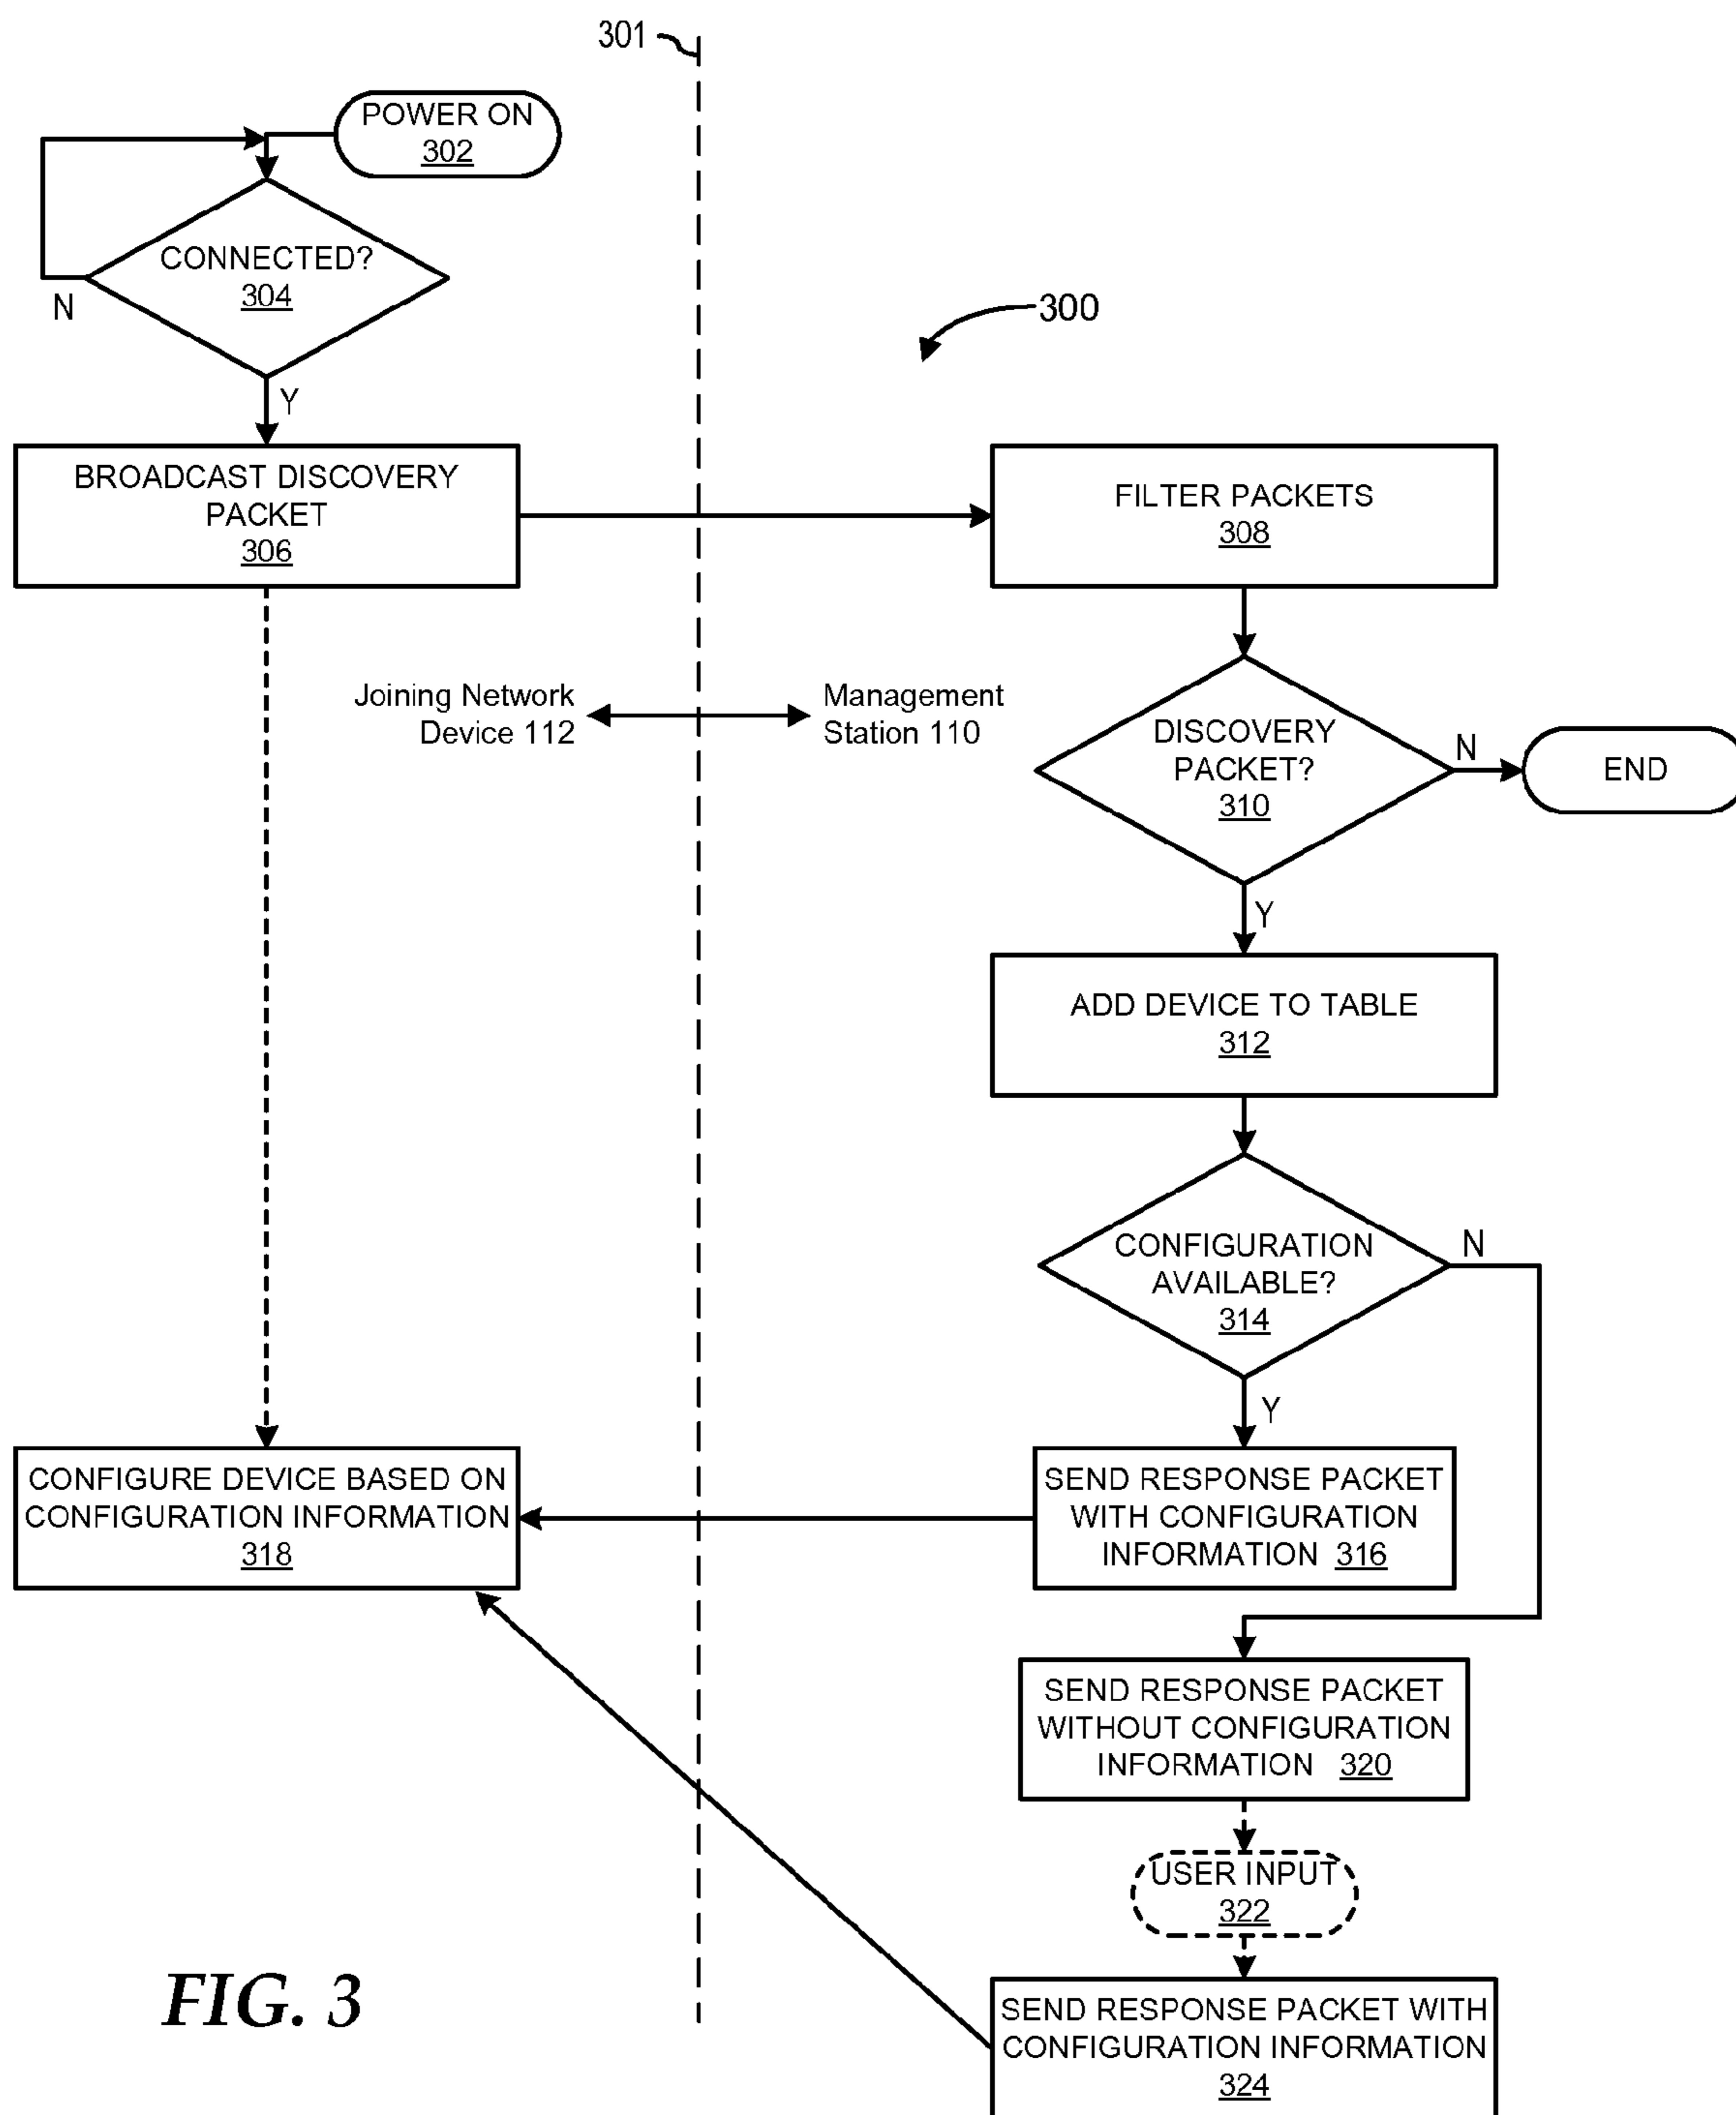 301
POWER ON
302
CONNECTED?
304
N
300
Y
BROADCAST DISCOVERY
PACKET
306
FILTER PACKETS
308
Joining Network
Device 112
Management
Station 110
DISCOVERY
PACKET?
310
N
END
Y
ADD DEVICE TO TABLE
312
CONFIGURATION
AVAILABLE?
314
N
Y
CONFIGURE DEVICE BASED ON
CONFIGURATION INFORMATION
318
SEND RESPONSE PACKET
WITH CONFIGURATION
INFORMATION 316
SEND RESPONSE PACKET
WITHOUT CONFIGURATION
INFORMATION 320
USER INPUT
322
SEND RESPONSE PACKET WITH
CONFIGURATION INFORMATION
324
FIG. 3